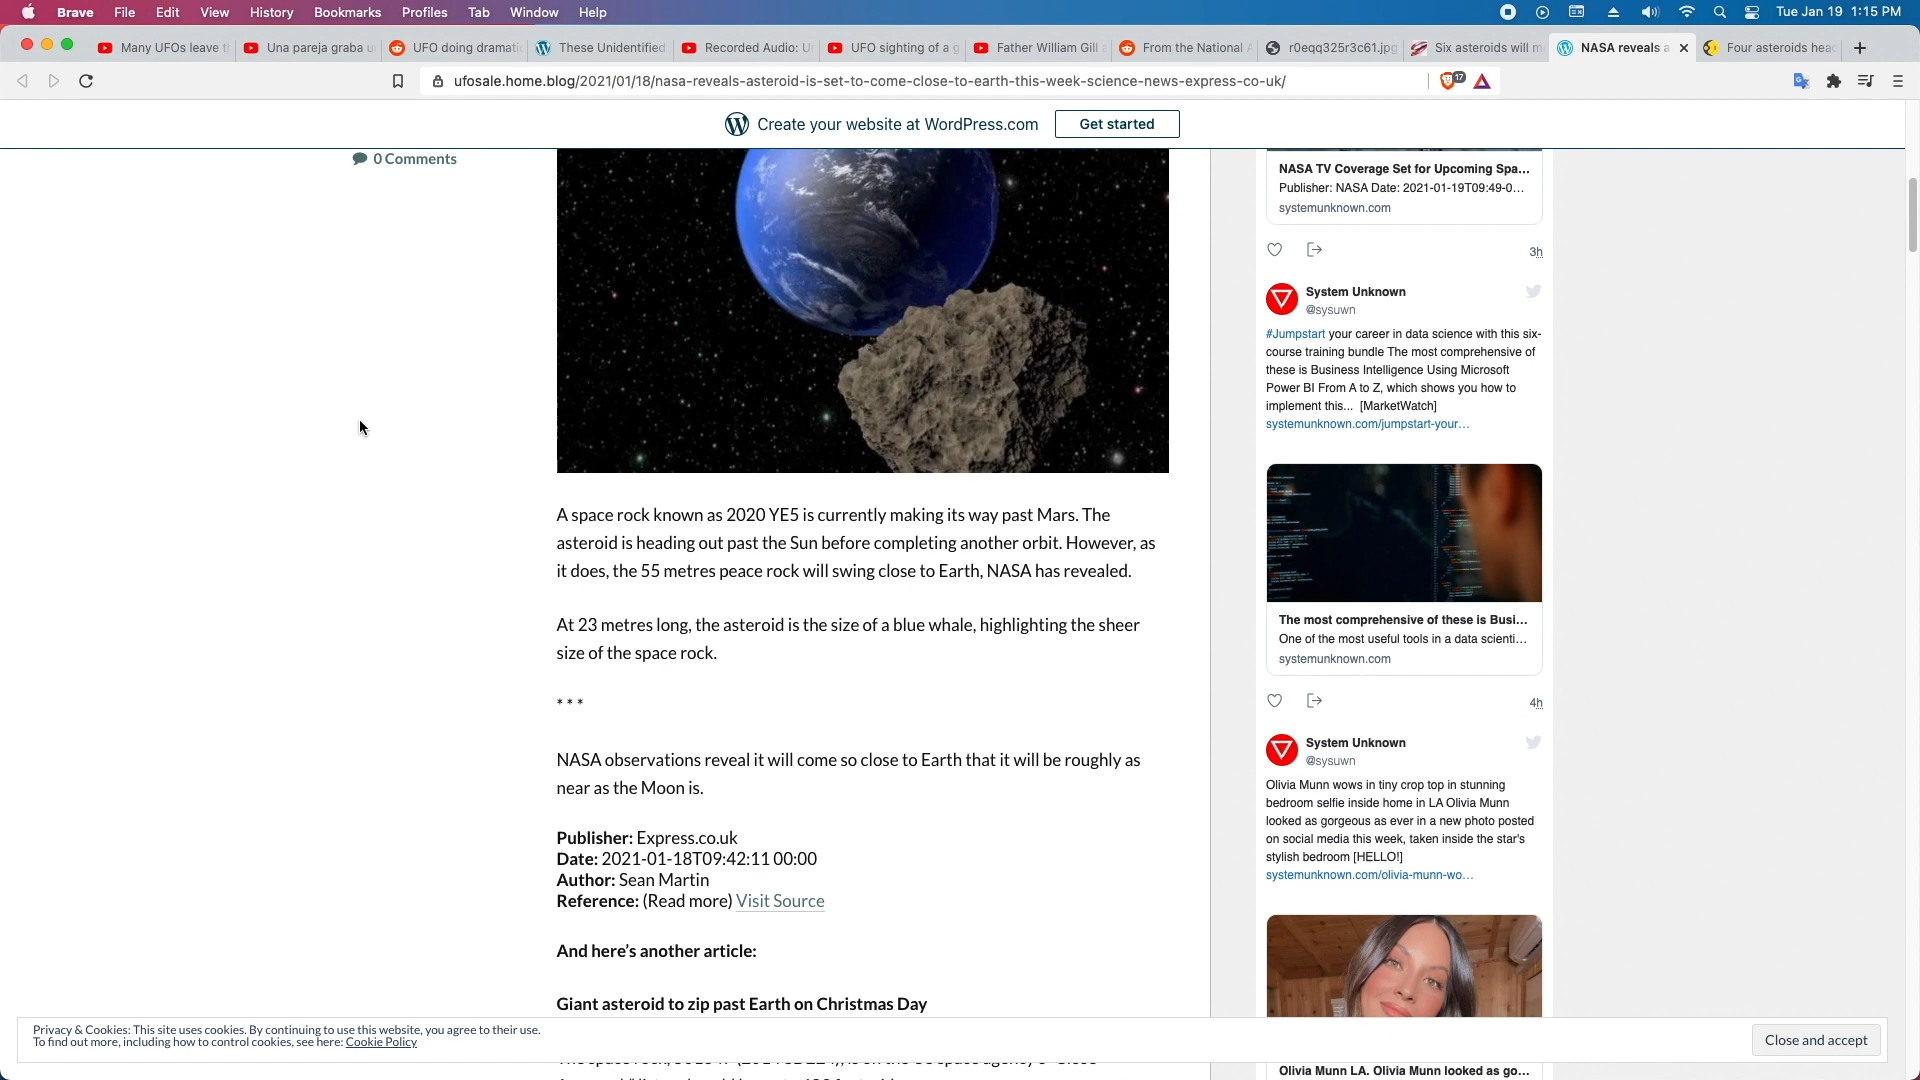 Brave File Edit View History Bookmarks Profiles Tab Window Help Tue Jan 19 1:15 PM
Many UFOs leave Una pareja graba UFO doing dramati These Unidentified Recorded Audio: UFO sighting of a g Father William Gill From the National r0eqq325r3c61.jpg Six asteroids will m NASA reveals a Four asteroids head
ufosale.home.blog/2021/01/18/nasa-reveals-asteroid-is-set-to-come-close-to-earth-this-week-science-news-express-co-uk/ 17
Create your website at WordPress.com Get started
0 Comments
A space rock known as 2020 YE5 is currently making its way past Mars. The
asteroid is heading out past the Sun before completing another orbit. However, as
it does, the 55 metres peace rock will swing close to Earth, NASA has revealed.
At 23 metres long, the asteroid is the size of a blue whale, highlighting the sheer
size of the space rock.
* * *
NASA observations reveal it will come so close to Earth that it will be roughly as
near as the Moon is.
Publisher: Express.co.uk
Date: 2021-01-18T09:42:11 00:00
Author: Sean Martin
Reference: (Read more) Visit Source
And here's another article:
Giant asteroid to zip past Earth on Christmas Day
NASA TV Coverage Set for Upcoming Spa...
Publisher: NASA Date: 2021-01-19T09:49-0...
systemunknown.com
3h
System Unknown
@sysuwn
#Jumpstart your career in data science with this six-
course training bundle The most comprehensive of
these is Business Intelligence Using Microsoft
Power BI From A to Z, which shows you how to
implement this... [MarketWatch]
systemunknown.com/jumpstart-your...
The most comprehensive of these is Busi...
One of the most useful tools in a data scienti...
systemunknown.com
4h
System Unknown
@sysuwn
Olivia Munn wows in tiny crop top in stunning
bedroom selfie inside home in LA Olivia Munn
looked as gorgeous as ever in a new photo posted
on social media this week, taken inside the star's
stylish bedroom [HELLO!]
systemunknown.com/olivia-munn-wo...
Olivia Munn LA. Olivia Munn looked as go...
Privacy & Cookies: This site uses cookies. By continuing to use this website, you agree to their use.
To find out more, including how to control cookies, see here: Cookie Policy
Close and accept